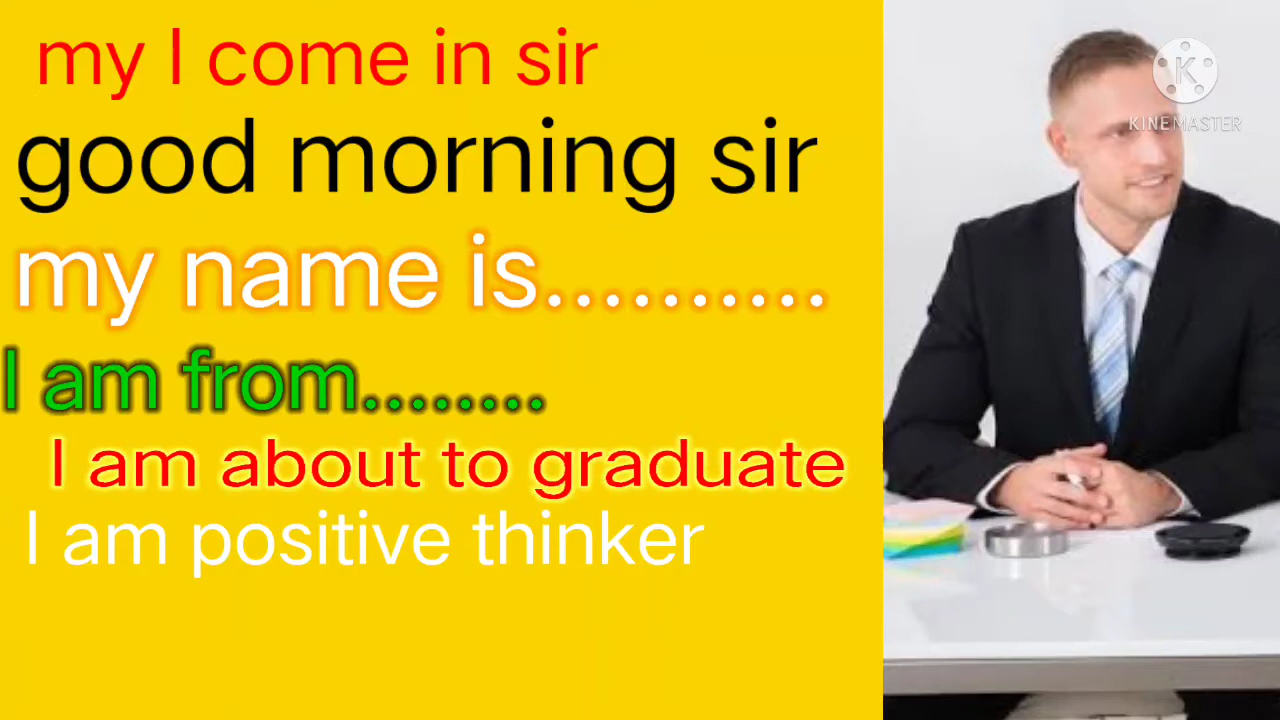 my I come in sir
good morning sir
my name is..........
I am from........
I am about to graduate
I am positive thinker
K
KINEMASTER